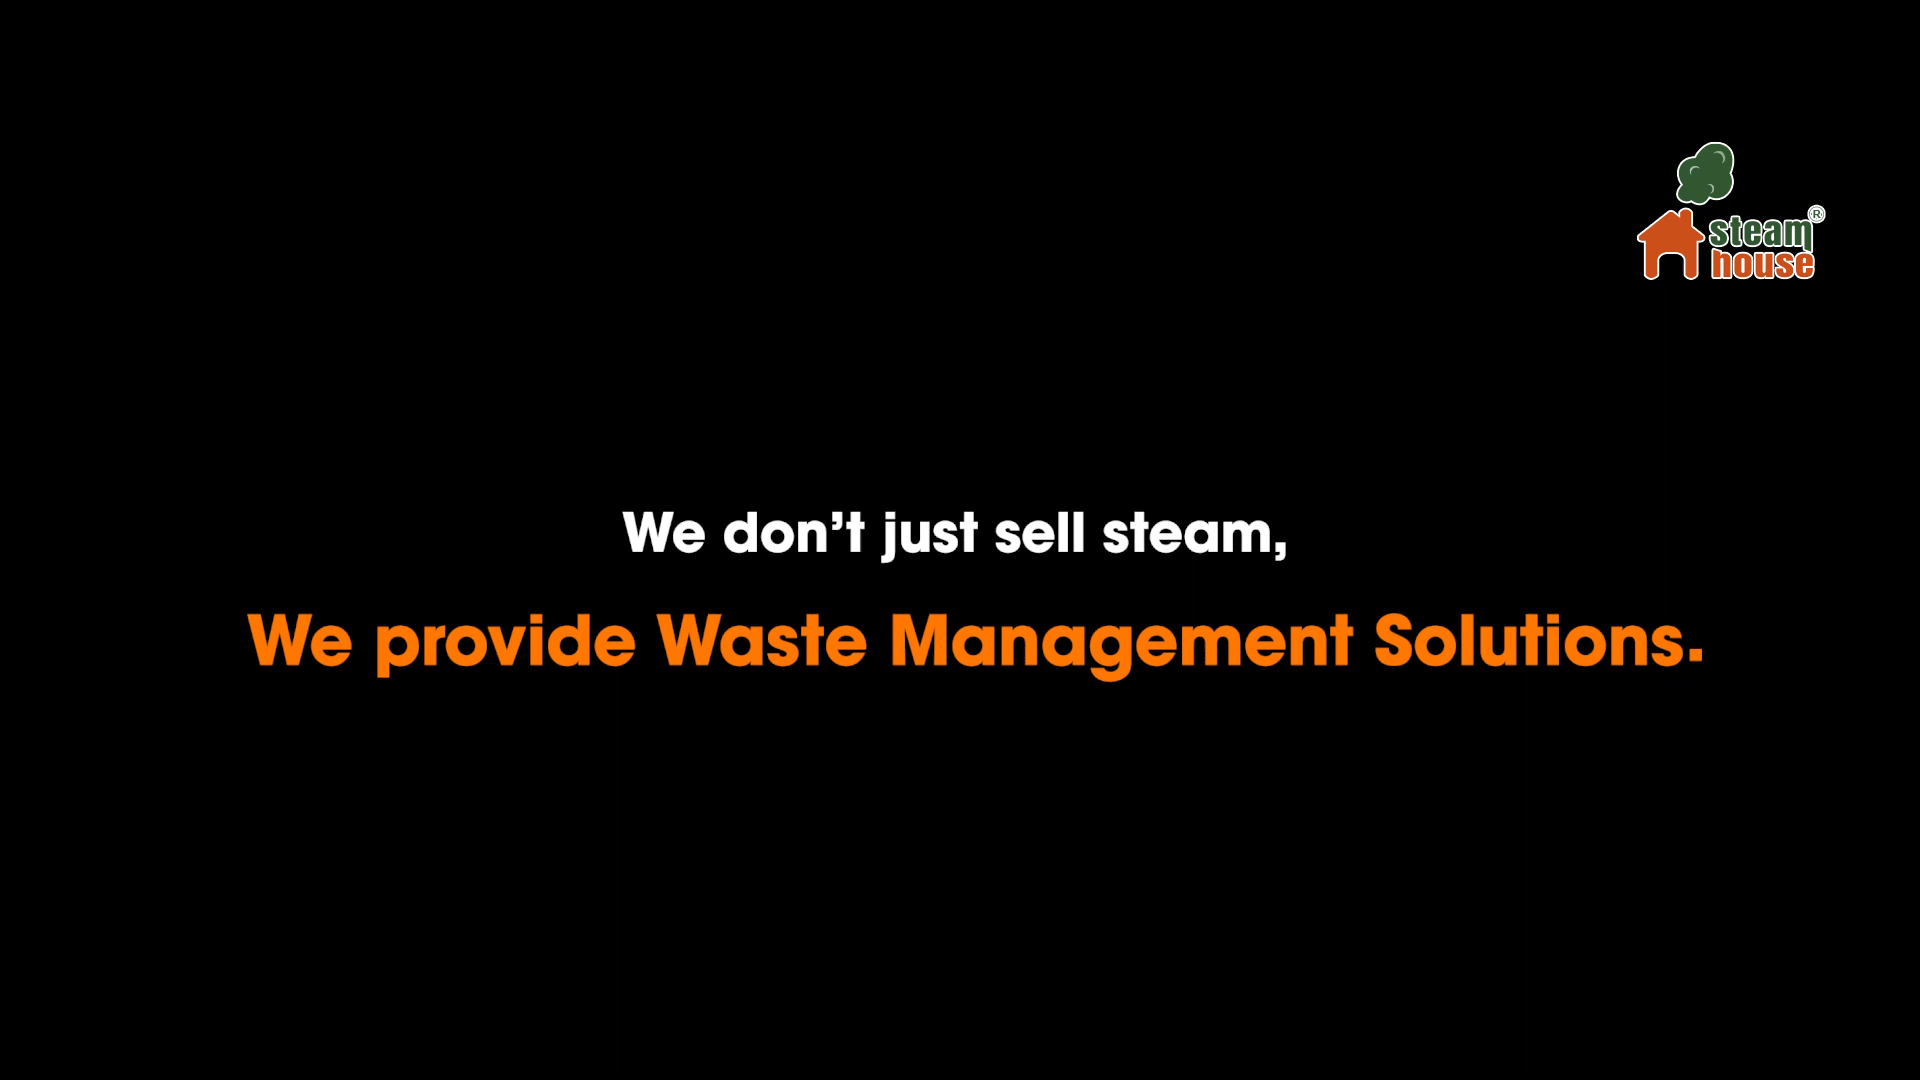 steam®
house
We don’t just sell steam,
We provide Waste Management Solutions.